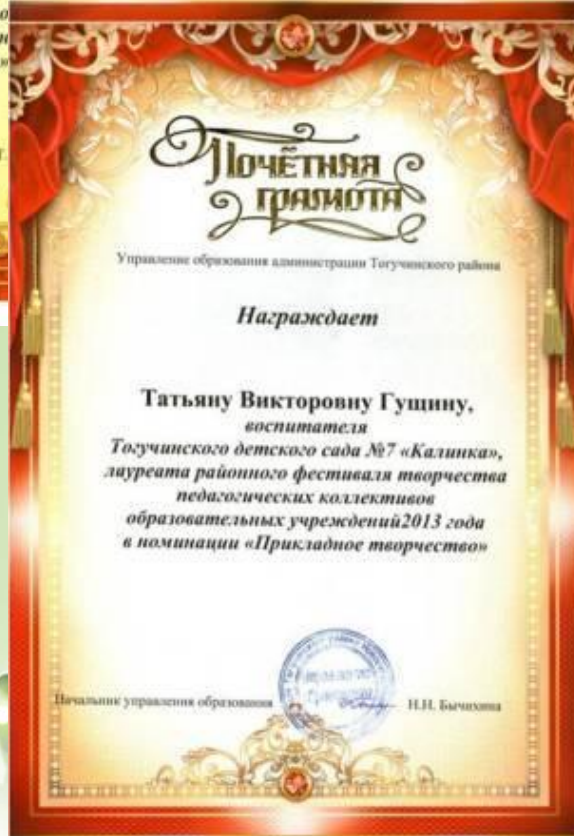 Почётная
грамота
Управление образования администрации Тогучинского района
Награждает
Татьяну Викторовну Гущину,
воспитателя
Тогучинского детского сада №7 «Калинка»,
лауреата районного фестиваля творчества
педагогических коллективов
образовательных учреждений2013 года
в номинации «Прикладное творчество»
Начальник управления образования Н.Н. Бычихина